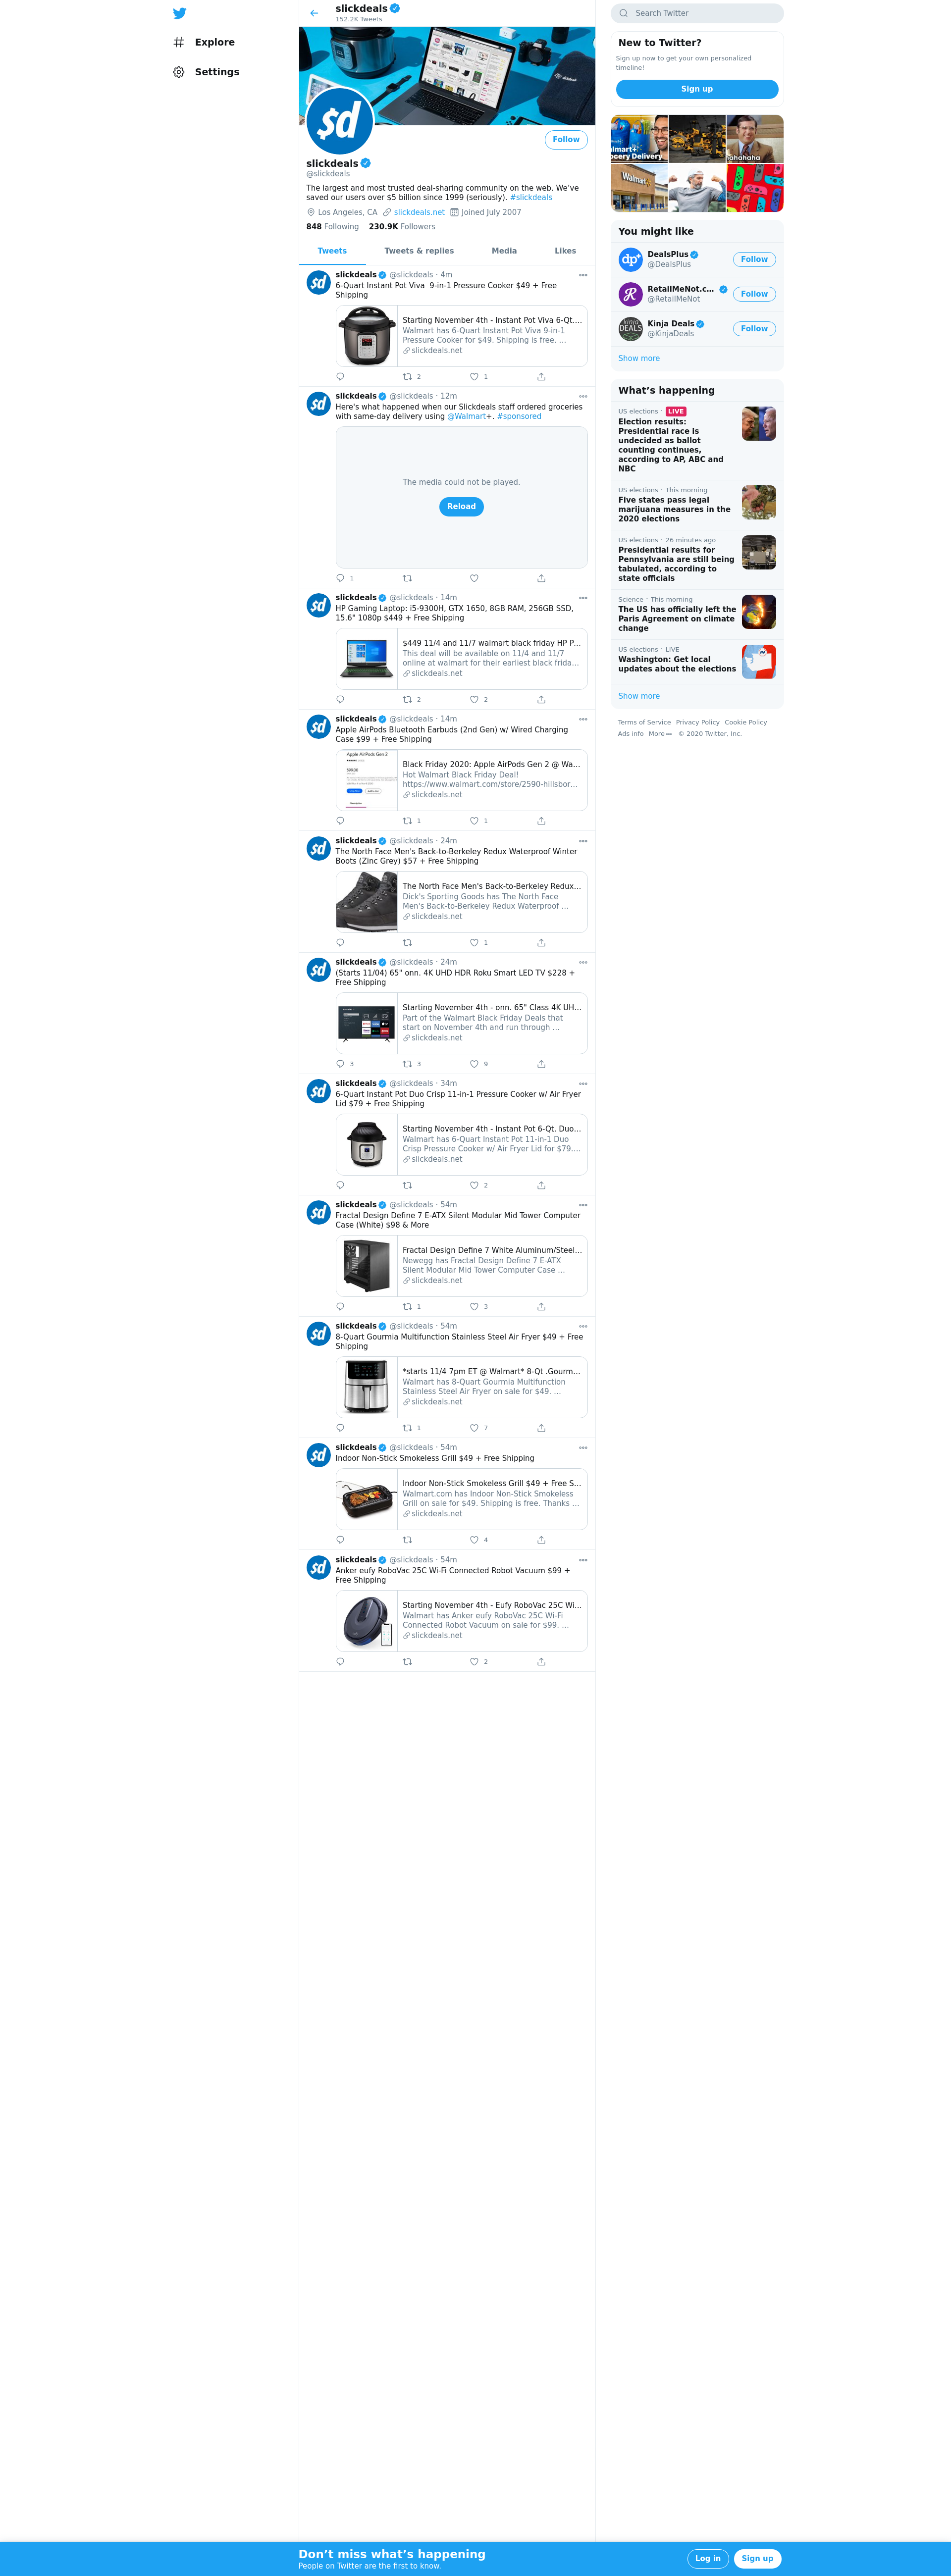 Explore
Settings
slickdeals
152.2K Tweets
$d
Follow
slickdeals
@slickdeals
The largest and most trusted deal-sharing community on the web. We've
saved our users over $5 billion since 1999 (seriously). #slickdeals
Los Angeles, CA slickdeals.net Joined July 2007
848 Following 230.9K Followers
Tweets Tweets & replies Media Likes
slickdeals @slickdeals · 4m
6-Quart Instant Pot Viva 9-in-1 Pressure Cooker $49 + Free
Shipping
Starting November 4th - Instant Pot Viva 6-Qt....
Walmart has 6-Quart Instant Pot Viva 9-in-1
Pressure Cooker for $49. Shipping is free. ...
slickdeals.net
2 1
slickdeals @slickdeals · 12m
Here's what happened when our Slickdeals staff ordered groceries
with same-day delivery using @Walmart+. #sponsored
The media could not be played.
Reload
1
slickdeals @slickdeals · 14m
HP Gaming Laptop: i5-9300H, GTX 1650, 8GB RAM, 256GB SSD,
15.6" 1080p $449 + Free Shipping
$449 11/4 and 11/7 walmart black friday HP P...
This deal will be available on 11/4 and 11/7
online at walmart for their earliest black frida...
slickdeals.net
2 2
slickdeals @slickdeals · 14m
Apple AirPods Bluetooth Earbuds (2nd Gen) w/ Wired Charging
Case $99 + Free Shipping
Apple AirPods Gen 2
Black Friday 2020: Apple AirPods Gen 2 @ Wa...
Hot Walmart Black Friday Deal!
https://www.walmart.com/store/2590-hillsbor...
slickdeals.net
1 1
slickdeals @slickdeals · 24m
The North Face Men's Back-to-Berkeley Redux Waterproof Winter
Boots (Zinc Grey) $57 + Free Shipping
The North Face Men's Back-to-Berkeley Redux...
Dick's Sporting Goods has The North Face
Men's Back-to-Berkeley Redux Waterproof ...
slickdeals.net
1
slickdeals @slickdeals · 24m
(Starts 11/04) 65" onn. 4K UHD HDR Roku Smart LED TV $228 +
Free Shipping
Starting November 4th - onn. 65" Class 4K UH...
Part of the Walmart Black Friday Deals that
start on November 4th and run through ...
slickdeals.net
3 3 9
slickdeals @slickdeals · 34m
6-Quart Instant Pot Duo Crisp 11-in-1 Pressure Cooker w/ Air Fryer
Lid $79 + Free Shipping
Starting November 4th - Instant Pot 6-Qt. Duo...
Walmart has 6-Quart Instant Pot 11-in-1 Duo
Crisp Pressure Cooker w/ Air Fryer Lid for $79....
slickdeals.net
2
slickdeals @slickdeals · 54m
Fractal Design Define 7 E-ATX Silent Modular Mid Tower Computer
Case (White) $98 & More
Fractal Design Define 7 White Aluminum/Steel...
Newegg has Fractal Design Define 7 E-ATX
Silent Modular Mid Tower Computer Case ...
slickdeals.net
1 3
slickdeals @slickdeals · 54m
8-Quart Gourmia Multifunction Stainless Steel Air Fryer $49 + Free
Shipping
*starts 11/4 7pm ET @ Walmart* 8-Qt .Gourm...
Walmart has 8-Quart Gourmia Multifunction
Stainless Steel Air Fryer on sale for $49. ...
slickdeals.net
1 7
slickdeals @slickdeals · 54m
Indoor Non-Stick Smokeless Grill $49 + Free Shipping
Indoor Non-Stick Smokeless Grill $49 + Free S...
Walmart.com has Indoor Non-Stick Smokeless
Grill on sale for $49. Shipping is free. Thanks ...
slickdeals.net
4
slickdeals @slickdeals · 54m
Anker eufy RoboVac 25C Wi-Fi Connected Robot Vacuum $99 +
Free Shipping
Starting November 4th - Eufy RoboVac 25C Wi...
Walmart has Anker eufy RoboVac 25C Wi-Fi
Connected Robot Vacuum on sale for $99. ...
slickdeals.net
2
Search Twitter
New to Twitter?
Sign up now to get your own personalized
timeline!
Sign up
lmart+
ocery Delivery
ohahaha
Walmart
You might like
dp+
DealsPlus
@DealsPlus
Follow
RetailMeNot.c...
@RetailMeNot
Follow
kinja
DEALS
Kinja Deals
@KinjaDeals
Follow
Show more
What's happening
US elections · LIVE
Election results:
Presidential race is
undecided as ballot
counting continues,
according to AP, ABC and
NBC
US elections · This morning
Five states pass legal
marijuana measures in the
2020 elections
US elections · 26 minutes ago
Presidential results for
Pennsylvania are still being
tabulated, according to
state officials
Science · This morning
The US has officially left the
Paris Agreement on climate
change
US elections · LIVE
Washington: Get local
updates about the elections
Show more
Terms of Service Privacy Policy Cookie Policy
Ads info More © 2020 Twitter, Inc.
Don't miss what's happening
People on Twitter are the first to know.
Log in Sign up